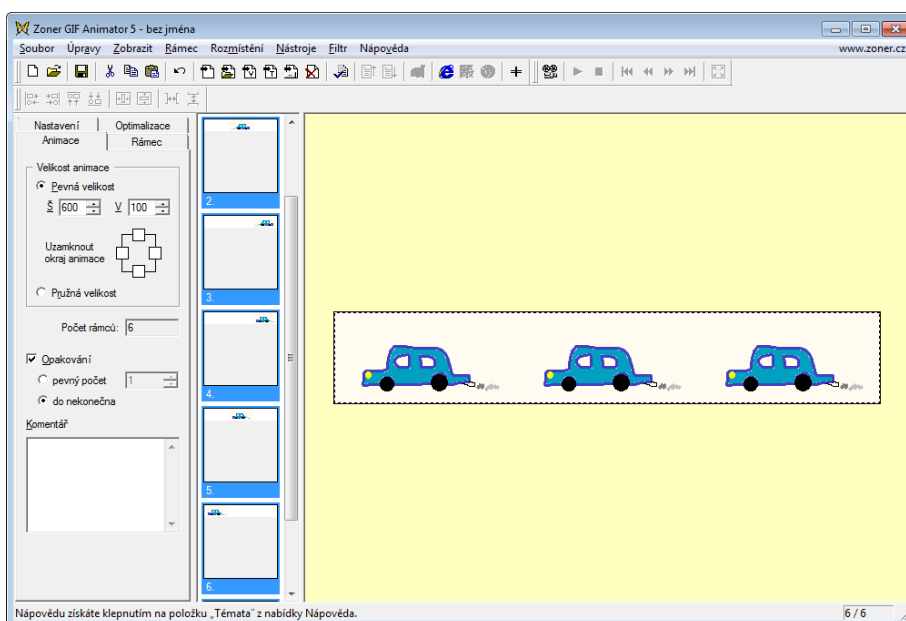 Zoner GIF Animator 5 - bez jména
Soubor Úpravy Zobrazit Rámec Rozmístění Nástroje Filtr Nápověda www.zoner.cz
Nastavení Optimalizace
Animace Rámec
Velikost animace
Pevná velikost
Š 600 V 100
Uzamknout
okraj animace
Pružná velikost
Počet rámců: 6
Opakování
pevný počet 1
do nekonečna
Komentář
2.
3.
4.
5.
6.
Nápovědu získáte klepnutím na položku „Témata“ z nabídky Nápověda. 6 / 6